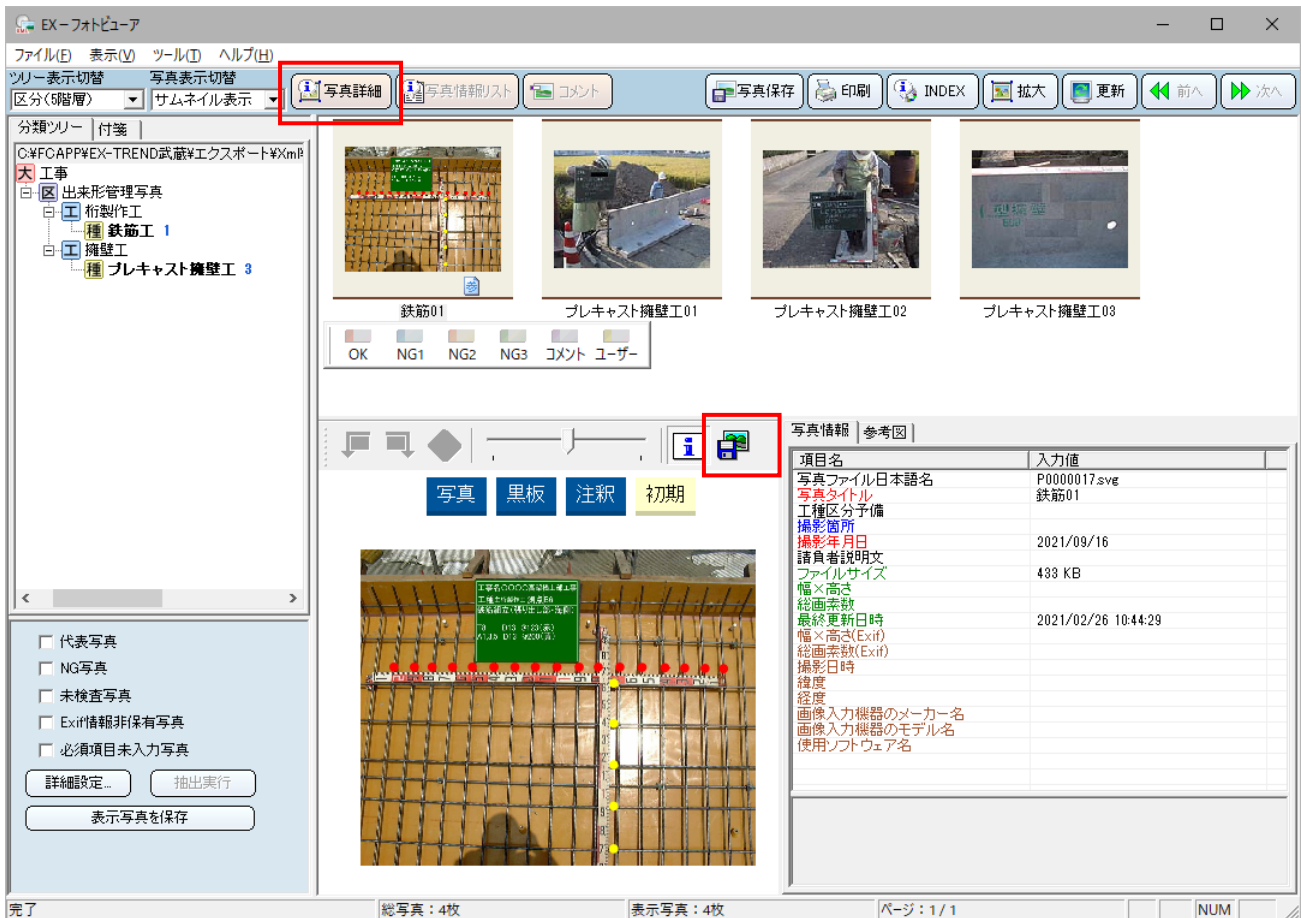 EX－フォトビューア
ファイル(F) 表示(V) ツール(T) ヘルプ(H)
ツリー表示切替 写真表示切替
区分(5階層) サムネイル表示
写真詳細 写真情報リスト コメント 写真保存 印刷 INDEX 拡大 更新 前へ 次へ
分類ツリー 付箋
C:¥FCAPP¥EX-TREND武蔵¥エクスポート¥Xml
大 工事
区 出来形管理写真
工 桁製作工
種 鉄筋工 1
工 擁壁工
種 プレキャスト擁壁工 3
参
鉄筋01 プレキャスト擁壁工01 プレキャスト擁壁工02 プレキャスト擁壁工03
OK NG1 NG2 NG3 コメント ユーザー
写真 黒板 注釈 初期
写真情報 参考図
項目名 入力値
写真ファイル日本語名 P0000017.svg
写真タイトル 鉄筋01
工種区分予備
撮影箇所
撮影年月日 2021/09/16
請負者説明文
ファイルサイズ 433 KB
幅×高さ
総画素数
最終更新日時 2021/02/26 10:44:29
幅×高さ(Exif)
総画素数(Exif)
撮影日時
緯度
経度
画像入力機器のメーカー名
画像入力機器のモデル名
使用ソフトウェア名
代表写真
NG写真
未検査写真
Exif情報非保有写真
必須項目未入力写真
詳細設定... 抽出実行
表示写真を保存
完了 総写真：4枚 表示写真：4枚 ページ：1/1 NUM